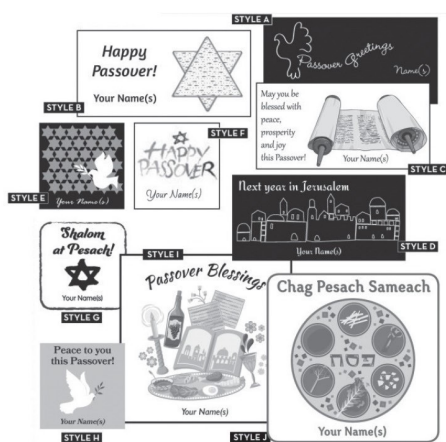 STYLE A
Passover Greetings
Name(s)
Happy
Passover!
Your Name(s)
STYLE B
May you be
blessed with
peace,
prosperity
and joy
this Passover!
Your Name(s)
STYLE C
STYLE F
HAPPY
PASSOVER
Your Name(s)
STYLE E
Your Name(s)
Next year in Jerusalem
Your Name(s)
STYLE D
Shalom
at Pesach!
Your Name(s)
STYLE G
STYLE I
Passover Blessings
Your Name(s)
Chag Pesach Sameach
פסח
Your Name(s)
STYLE J
Peace to you
this Passover!
Your Name(s)
STYLE H